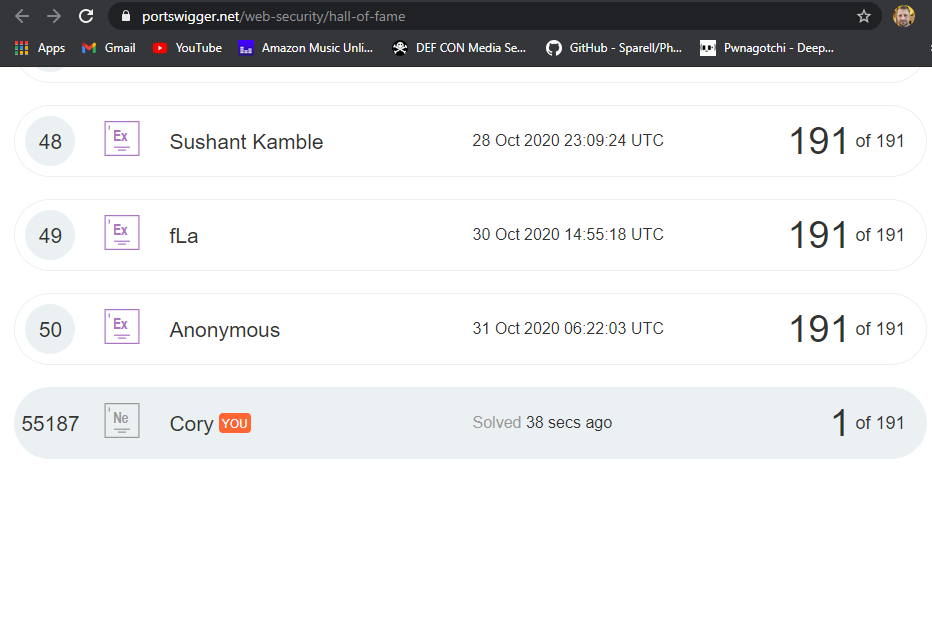 portswigger.net/web-security/hall-of-fame
Apps Gmail YouTube Amazon Music Unli... DEF CON Media Se... GitHub - Sparell/Ph... Pwnagotchi - Deep...
48 'Ex Sushant Kamble 28 Oct 2020 23:09:24 UTC 191 of 191
49 'Ex fLa 30 Oct 2020 14:55:18 UTC 191 of 191
50 'Ex Anonymous 31 Oct 2020 06:22:03 UTC 191 of 191
55187 'Ne Cory YOU Solved 38 secs ago 1 of 191